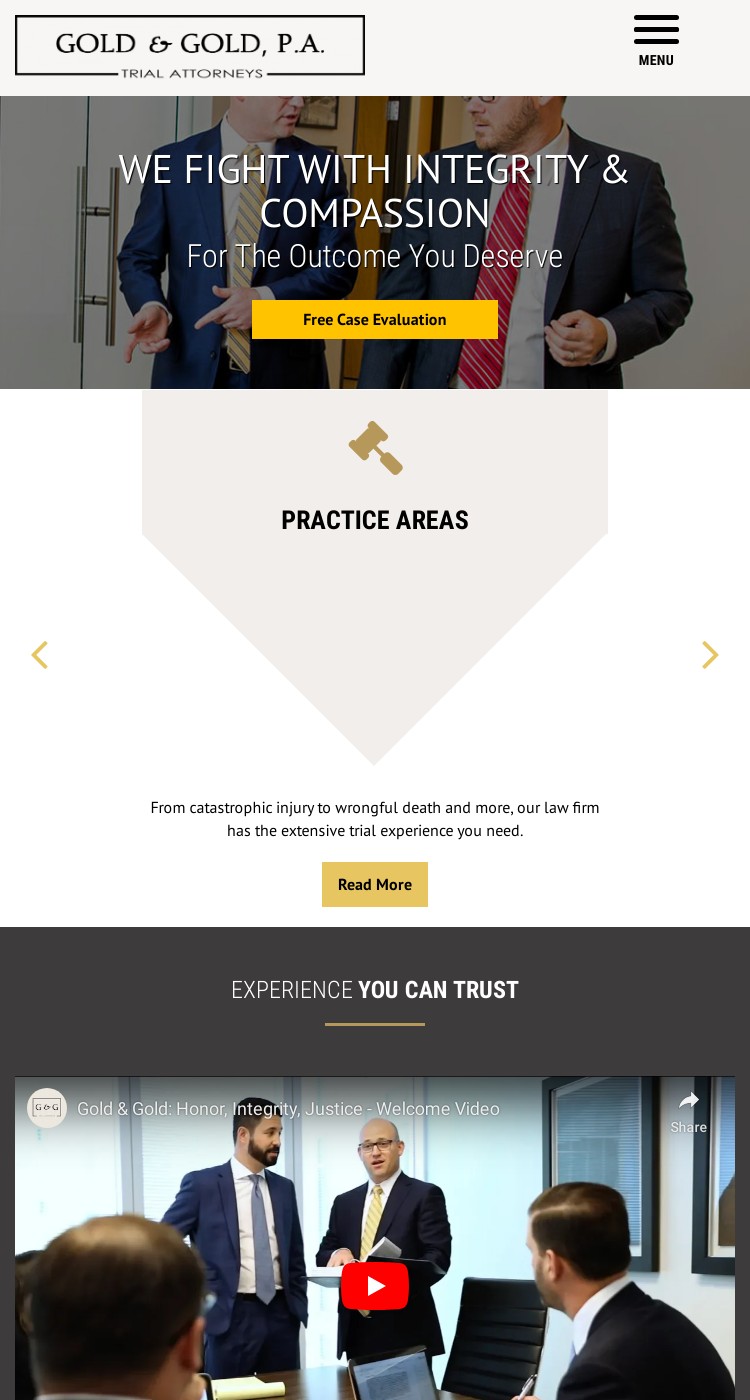 GOLD & GOLD, P.A.
TRIAL ATTORNEYS
MENU
WE FIGHT WITH INTEGRITY &
COMPASSION
For The Outcome You Deserve
Free Case Evaluation
PRACTICE AREAS
From catastrophic injury to wrongful death and more, our law firm
has the extensive trial experience you need.
Read More
EXPERIENCE YOU CAN TRUST
G & G
Gold & Gold: Honor, Integrity, Justice - Welcome Video
Share